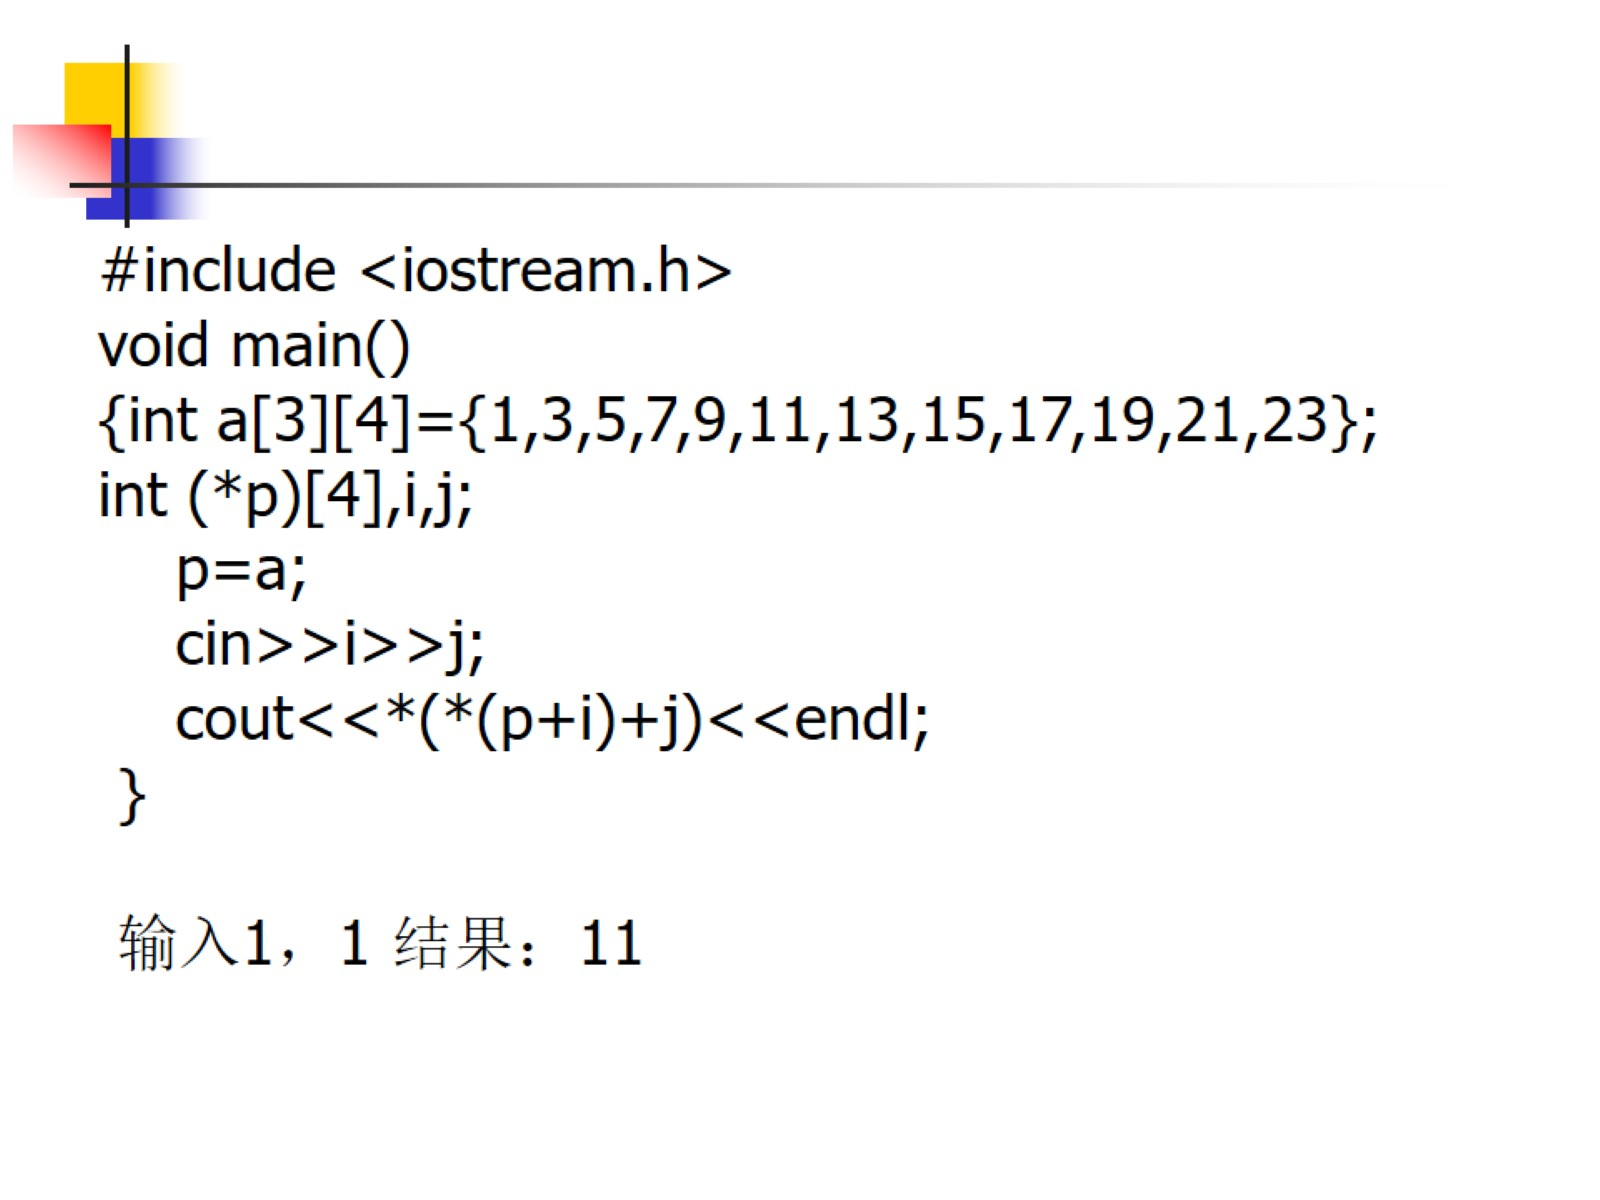 #include <iostream.h>
void main()
{int a[3][4]={1,3,5,7,9,11,13,15,17,19,21,23};
int (*p)[4],i,j;
p=a;
cin>>i>>j;
cout<<*(*(p+i)+j)<<endl;
}
输入1，1 结果：11